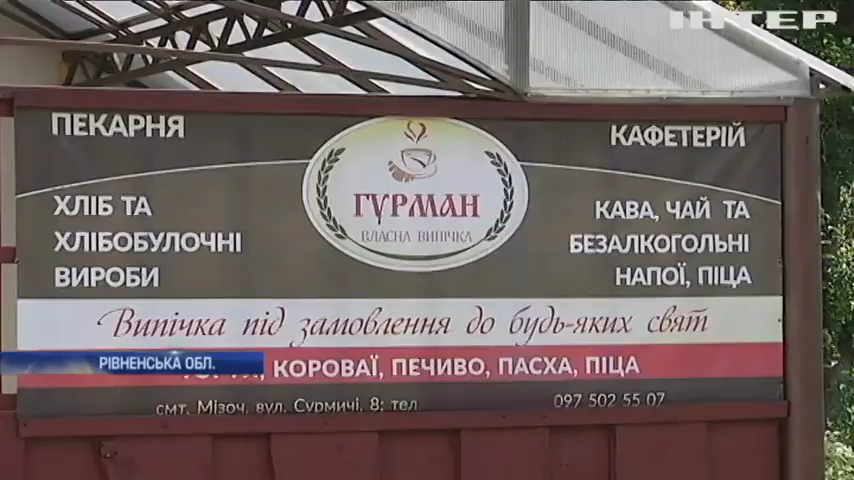 ІНТЕР
ПЕКАРНЯ
КАФЕТЕРІЙ
ГУРМАН
ВЛАСНА ВИПІЧКА
ХЛІБ ТА
ХЛІБОБУЛОЧНІ
ВИРОБИ
КАВА, ЧАЙ ТА
БЕЗАЛКОГОЛЬНІ
НАПОЇ, ПІЦА
Випічка під замовлення до будь-яких свят
РІВНЕНСЬКА ОБЛ.
КОРОВАЇ, ПЕЧИВО, ПАСХА, ПІЦА
смт. Мізоч, вул. Сурмичі, 8; тел. 097 502 55 07